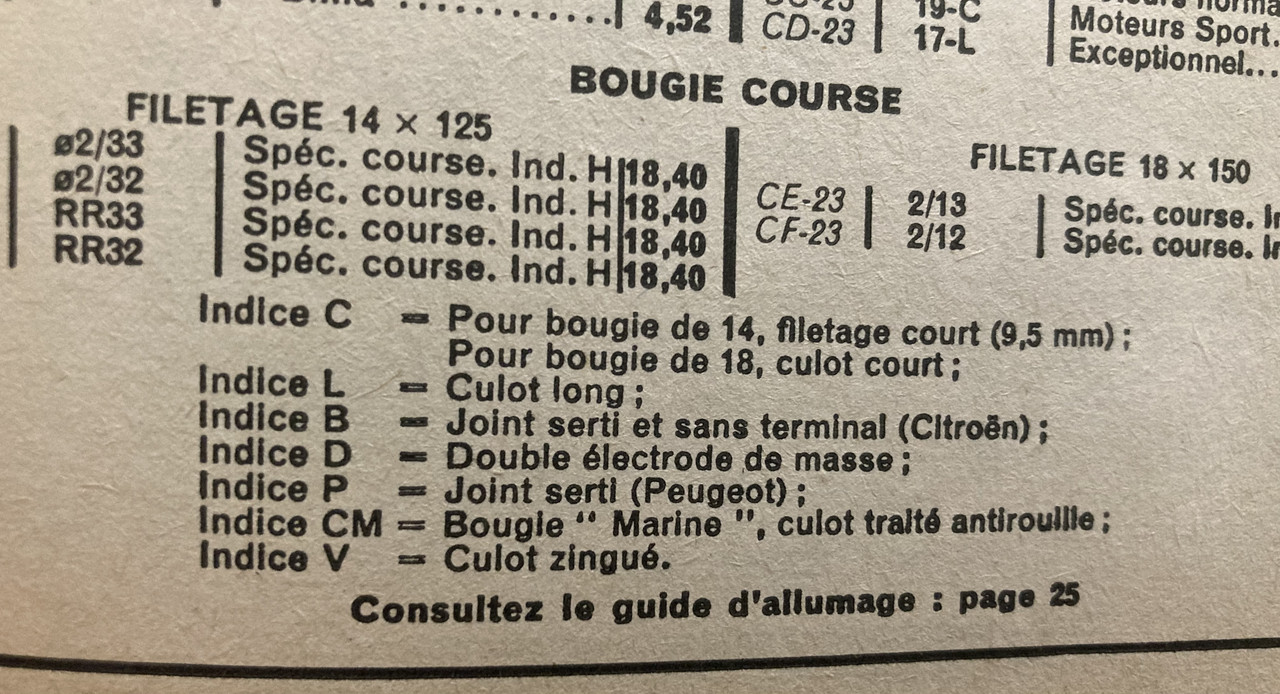 4,52
CD-23 17-L Moteurs Sport.
19-C
Exceptionnel...
BOUGIE COURSE
FILETAGE 14 × 125
ø2/33 Spéc. course. Ind. H 18,40
ø2/32 Spéc. course. Ind. H 18,40
RR33 Spéc. course. Ind. H 18,40
RR32 Spéc. course. Ind. H 18,40
FILETAGE 18 × 150
CE-23 2/13 Spéc. course.
CF-23 2/12 Spéc. course.
Indice C = Pour bougie de 14, filetage court (9,5 mm) ;
Pour bougie de 18, culot court ;
Indice L = Culot long ;
Indice B = Joint serti et sans terminal (Citroën) ;
Indice D = Double électrode de masse ;
Indice P = Joint serti (Peugeot) ;
Indice CM = Bougie “ Marine ”, culot traité antirouille ;
Indice V = Culot zingué.
Consultez le guide d'allumage : page 25